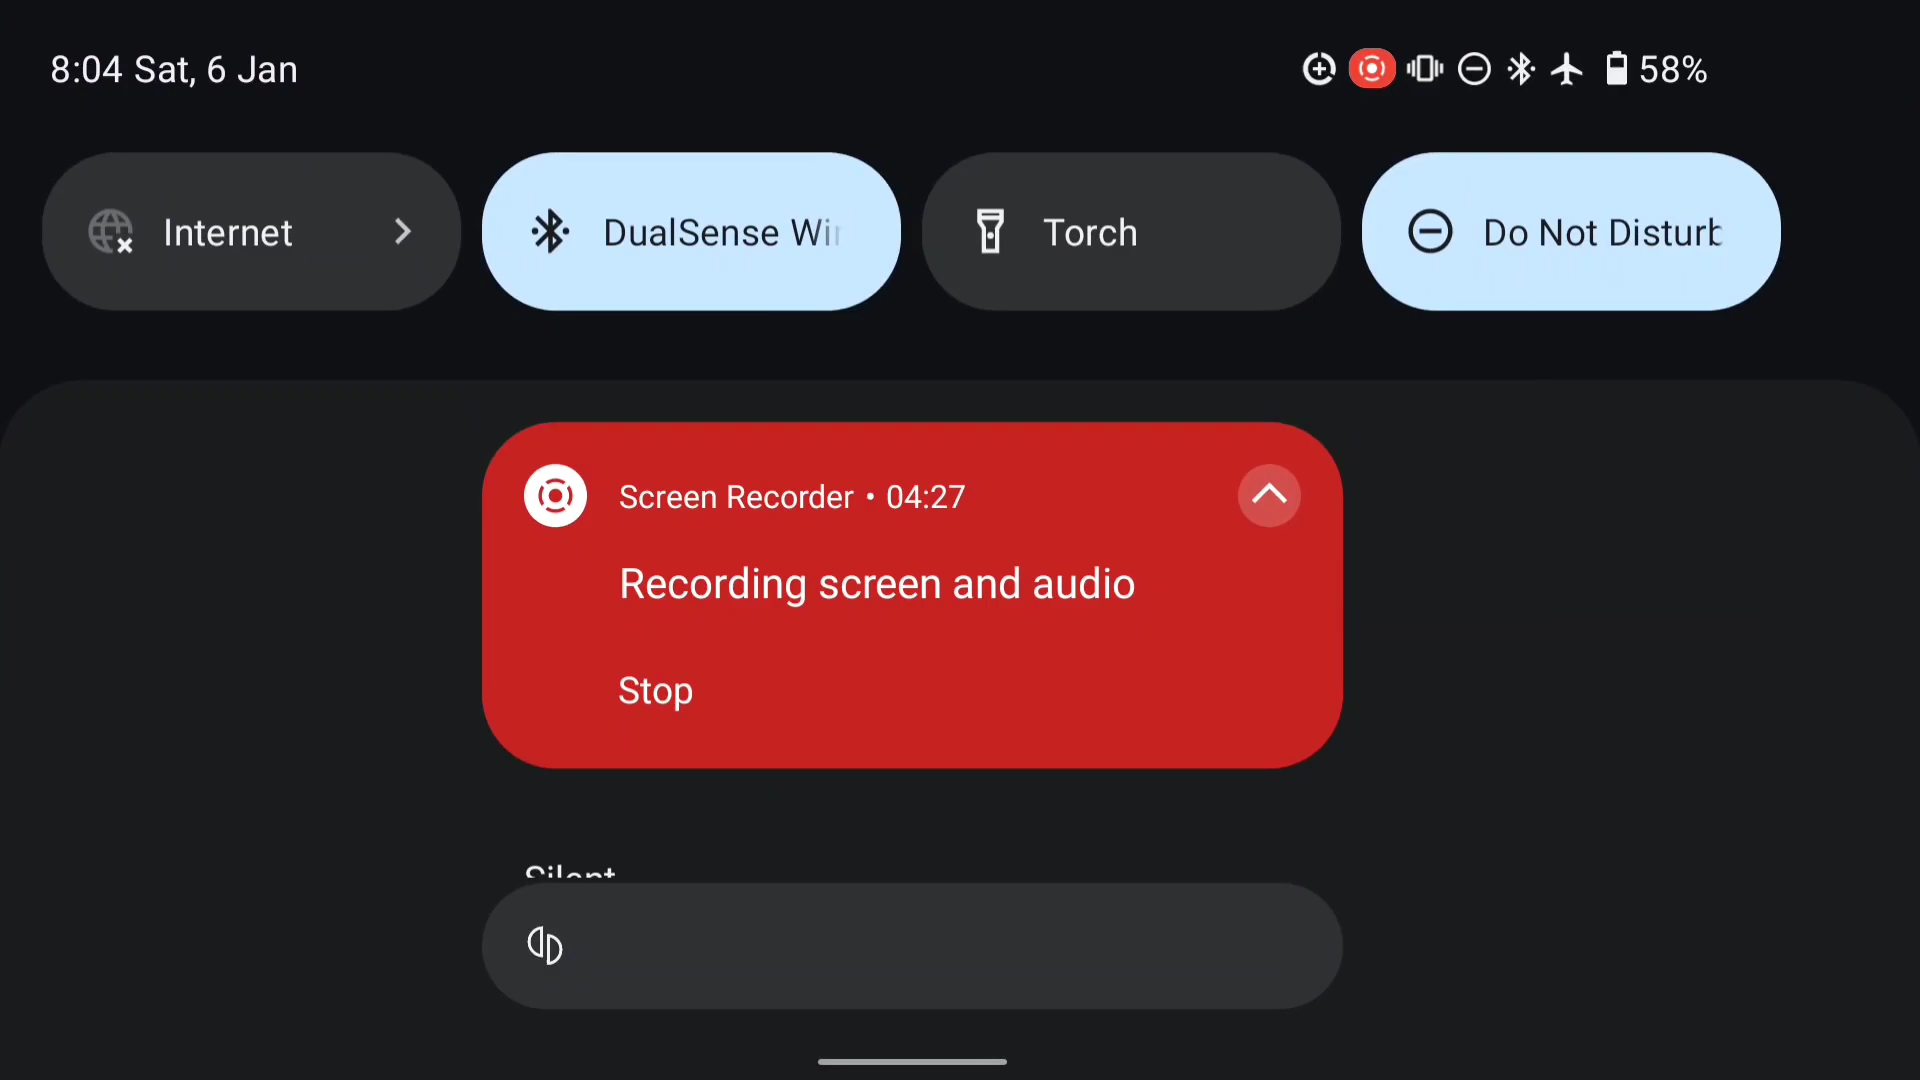 8:04 Sat, 6 Jan
58%
Internet
DualSense Wi
Torch
Do Not Disturb
Screen Recorder • 04:27
Recording screen and audio
Stop
Silent